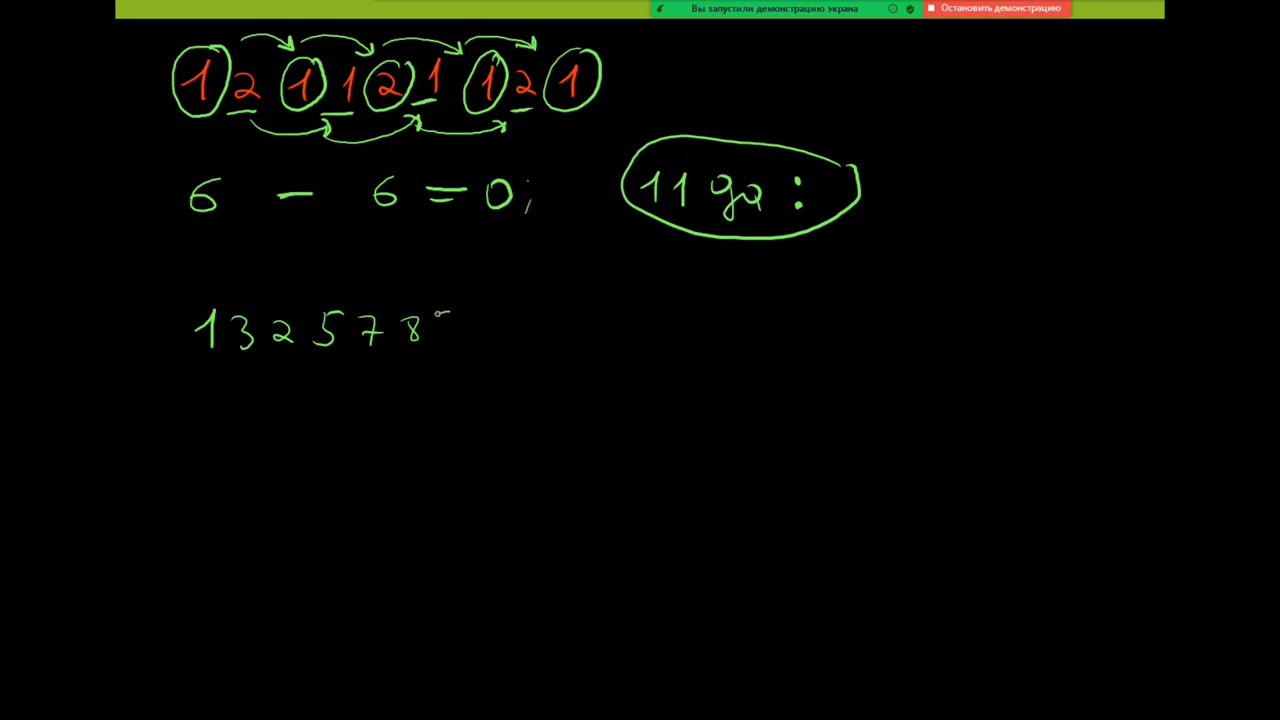 Вы запустили демонстрацию экрана Остановить демонстрацию
1 2 1 1 2 1 1 2 1
6 - 6 = 0; 11 ga :
1 3 2 5 7 8